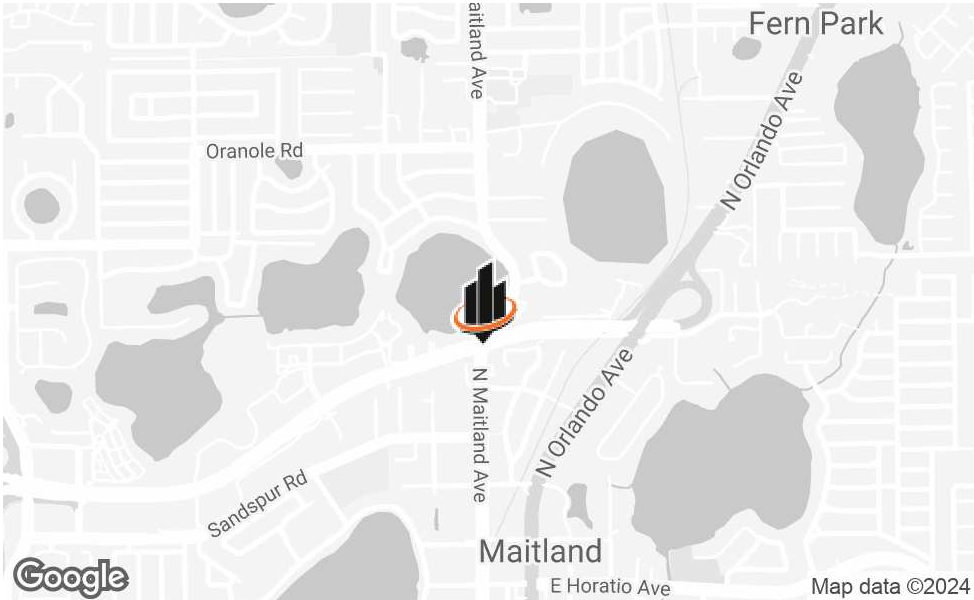 Fern Park
aitland Ave
N Orlando Ave
Oranole Rd
N Orlando Ave
N Maitland Ave
Sandspur Rd
Maitland
E Horatio Ave
Google
Map data ©2024